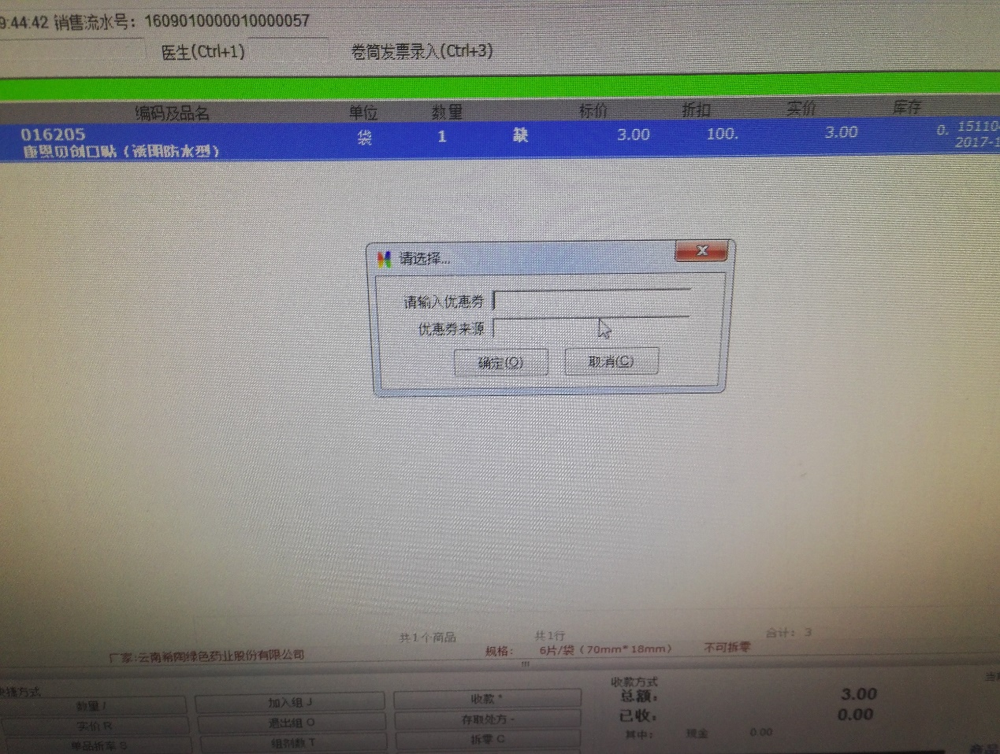 9:44:42 销售流水号：1609010000010000057
医生(Ctrl+1) 卷筒发票录入(Ctrl+3)
编码及品名 单位 数量 标价 折扣 实价 库存
016205 袋 1 缺 3.00 100. 3.00 0. 15110
康恩贝创口贴（透明防水型） 2017-1
请选择...
请输入优惠券
优惠券来源
确定(O) 取消(C)
共1个商品 共1行 合计：3
厂家:云南希陶绿色药业股份有限公司 规格： 6片/袋（70mm*18mm） 不可拆零
快捷方式 收款方式
数量 / 加入组 J 收款 * 总额： 3.00
实价 R 退出组 O 存取处方 - 已收： 0.00
单品折率 S 组剂数 T 拆零 C 其中： 现金 0.00
商品